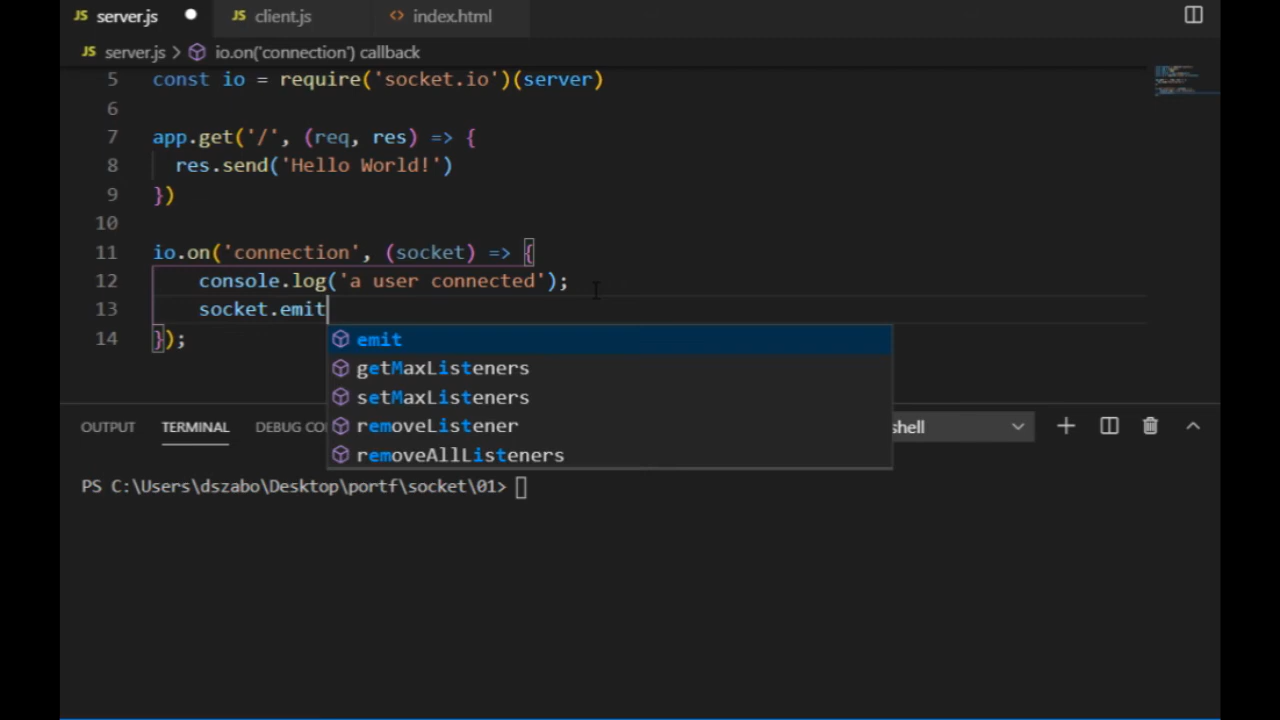 JS server.js JS client.js <> index.html
JS server.js > io.on('connection') callback
5 const io = require('socket.io')(server)
6
7 app.get('/', (req, res) => {
8 res.send('Hello World!')
9 })
10
11 io.on('connection', (socket) => {
12 console.log('a user connected');
13 socket.emit
14 });
emit
getMaxListeners
setMaxListeners
removeListener
removeAllListeners
OUTPUT TERMINAL DEBUG CO shell
PS C:\Users\dszabo\Desktop\portf\socket\01>